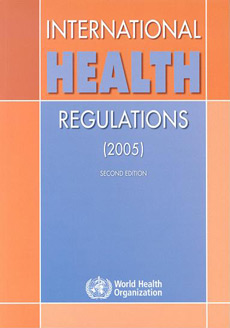 INTERNATIONAL
HEALTH
REGULATIONS
(2005)
SECOND EDITION
World Health
Organization